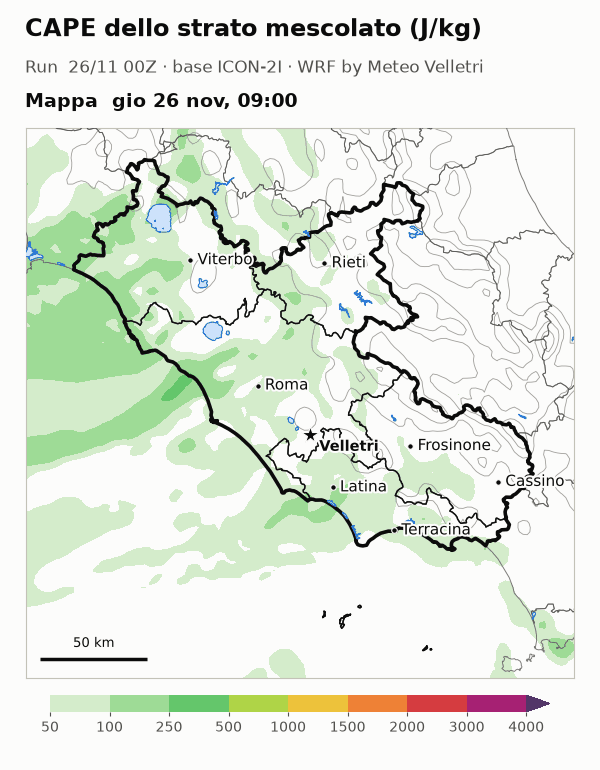 CAPE dello strato mescolato (J/kg)
Run  26/11 00Z · base ICON-2I · WRF by Meteo Velletri
Mappa  gio 26 nov, 09:00
Viterbo
Rieti
Roma
Velletri
Frosinone
Latina
Cassino
Terracina
50 km
50 100 250 500 1000 1500 2000 3000 4000